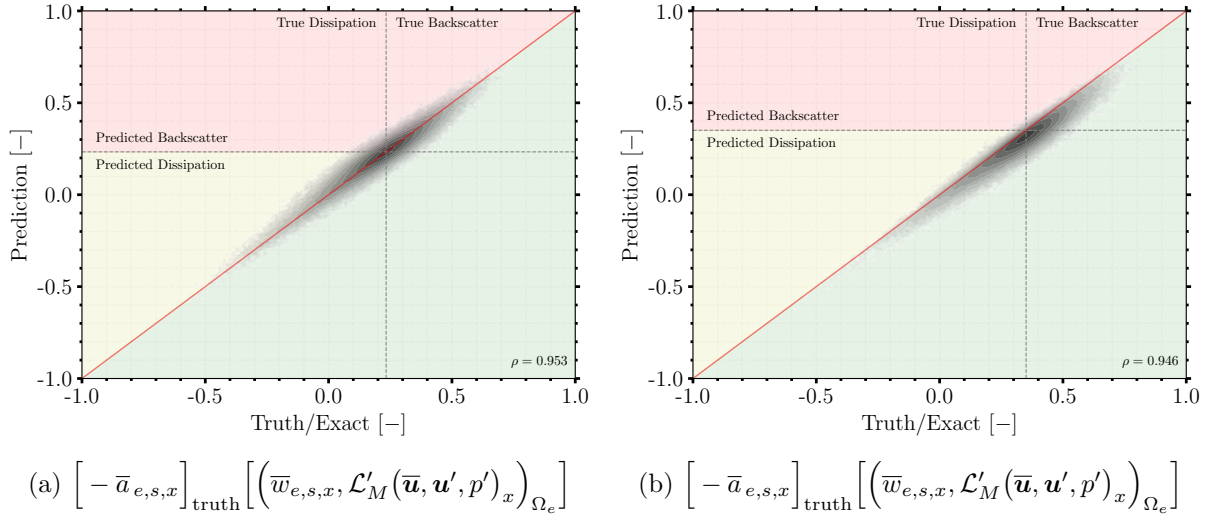 True Dissipation True Backscatter
1.0
0.5
0.0
-0.5
-1.0
Prediction [−]
Predicted Backscatter
Predicted Dissipation
ρ = 0.953
-1.0 -0.5 0.0 0.5 1.0
Truth/Exact [−]
(a) [ − a̅ e,s,x ]truth [ ( w̅ e,s,x , ℒ′M ( u̅, u′, p′ ) x ) Ωe ]
True Dissipation True Backscatter
1.0
0.5
0.0
-0.5
-1.0
Prediction [−]
Predicted Backscatter
Predicted Dissipation
ρ = 0.946
-1.0 -0.5 0.0 0.5 1.0
Truth/Exact [−]
(b) [ − a̅ e,s,x ]truth [ ( w̅ e,s,x , ℒ′M ( u̅, u′, p′ ) x ) Ωe ]